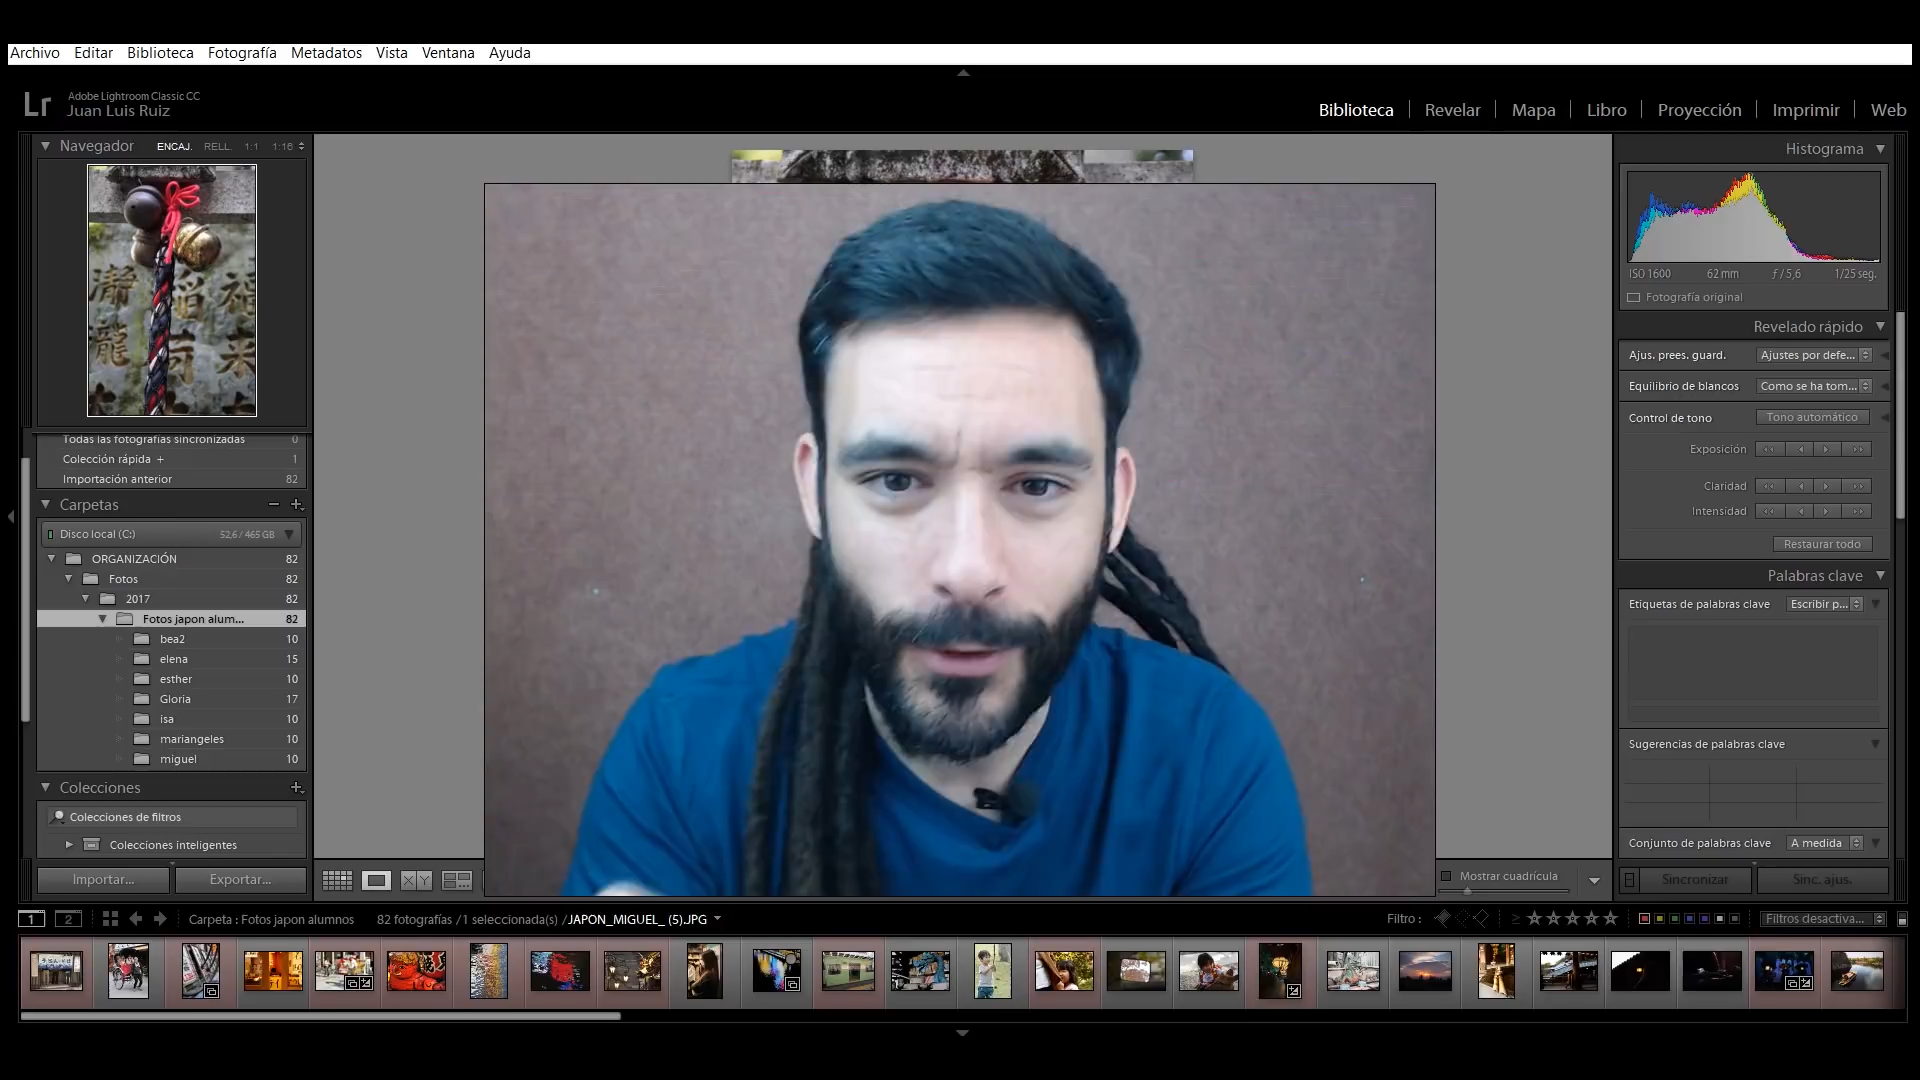 Archivo Editar Biblioteca Fotografía Metadatos Vista Ventana Ayuda
Lr
Adobe Lightroom Classic CC
Juan Luis Ruiz
Biblioteca Revelar Mapa Libro Proyección Imprimir Web
Navegador ENCAJ. RELL. 1:1 1:16
Todas las fotografías sincronizadas 0
Colección rápida + 1
Importación anterior 82
Carpetas
Disco local (C:) 52,6 / 465 GB
ORGANIZACIÓN 82
Fotos 82
2017 82
Fotos japon alum... 82
bea2 10
elena 15
esther 10
Gloria 17
isa 10
mariangeles 10
miguel 10
Colecciones
Colecciones de filtros
Colecciones inteligentes
Importar... Exportar...
Histograma
ISO 1600 62 mm ƒ / 5,6 1/25 seg.
Fotografía original
Revelado rápido
Ajus. prees. guard. Ajustes por defe...
Equilibrio de blancos Como se ha tom...
Control de tono Tono automático
Exposición
Claridad
Intensidad
Restaurar todo
Palabras clave
Etiquetas de palabras clave Escribir p...
Sugerencias de palabras clave
Conjunto de palabras clave A medida
Sincronizar Sinc. ajus.
XY
Mostrar cuadrícula
1 2 Carpeta : Fotos japon alumnos 82 fotografías /1 seleccionada(s) /JAPON_MIGUEL_ (5).JPG
Filtro : Filtros desactiva...